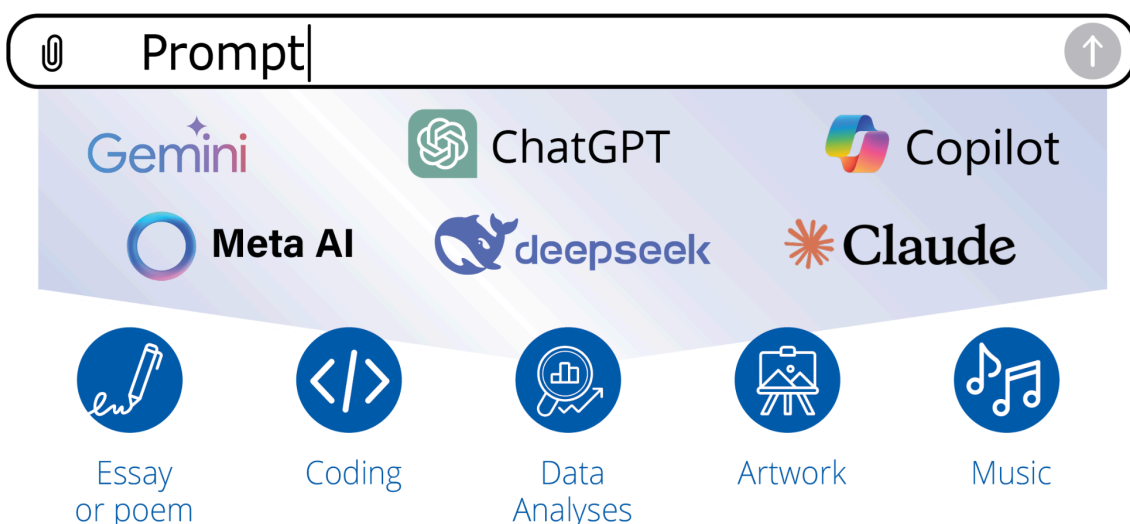 Prompt
Gemini
ChatGPT
Copilot
Meta AI
deepseek
Claude
Essay
or poem
Coding
Data
Analyses
Artwork
Music